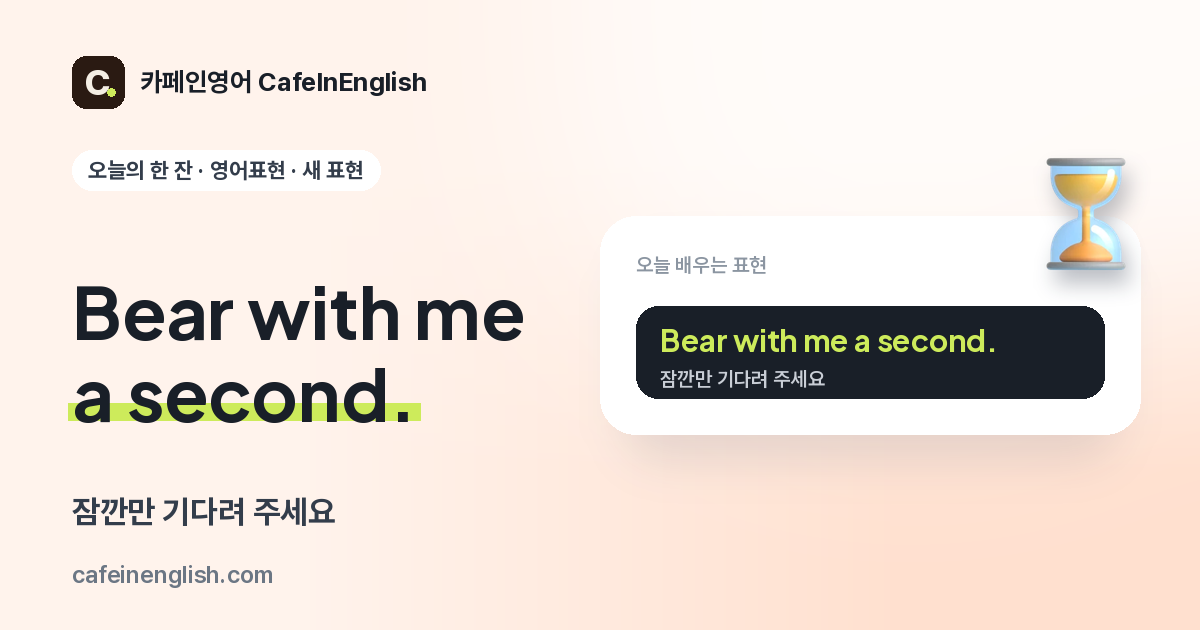 C.
카페인영어 CafeInEnglish
오늘의 한 잔 · 영어표현 · 새 표현
Bear with me
a second.
잠깐만 기다려 주세요
cafeinenglish.com
오늘 배우는 표현
Bear with me a second.
잠깐만 기다려 주세요